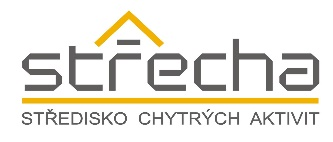 střecha
STŘEDISKO CHYTRÝCH AKTIVIT